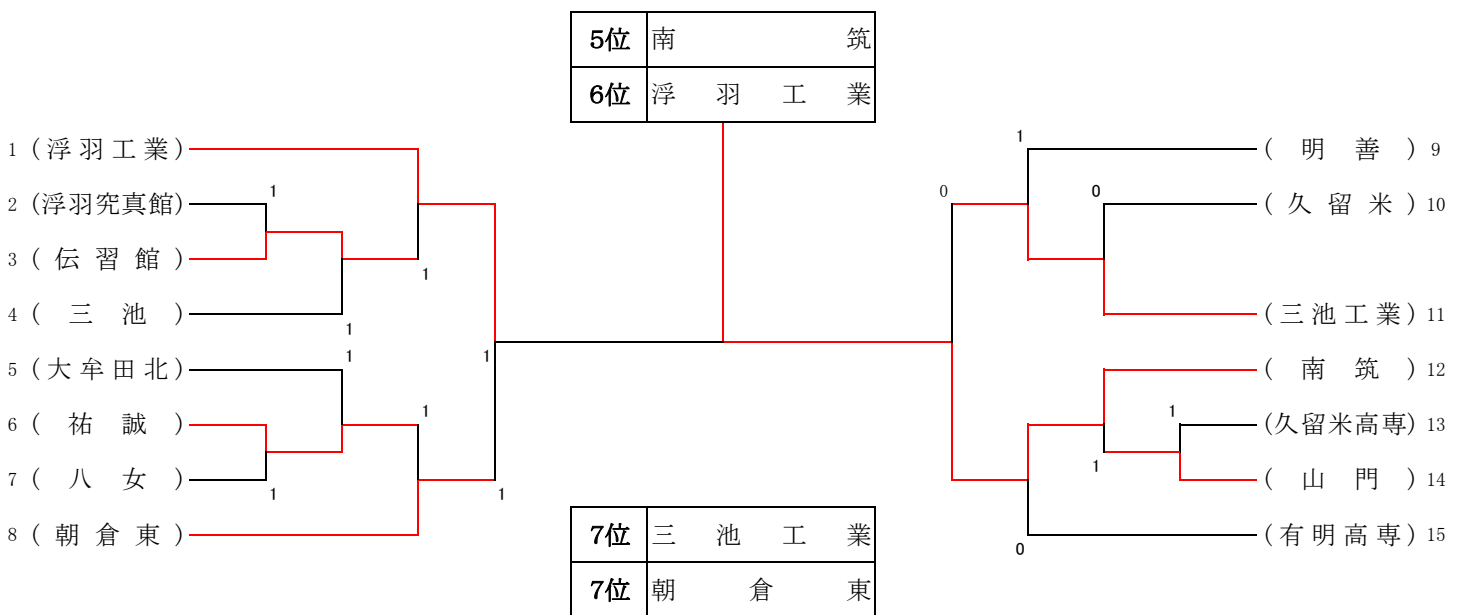 5位 南筑
6位 浮羽工業
1 (浮羽工業)
2 (浮羽究真館)
3 (伝習館)
4 (三池)
5 (大牟田北)
6 (祐誠)
7 (八女)
8 (朝倉東)
1
1
1
1
1
1
1
1
1
(明善) 9
(久留米) 10
(三池工業) 11
(南筑) 12
(久留米高専) 13
(山門) 14
(有明高専) 15
1
0
0
1
1
0
7位 三池工業
7位 朝倉東